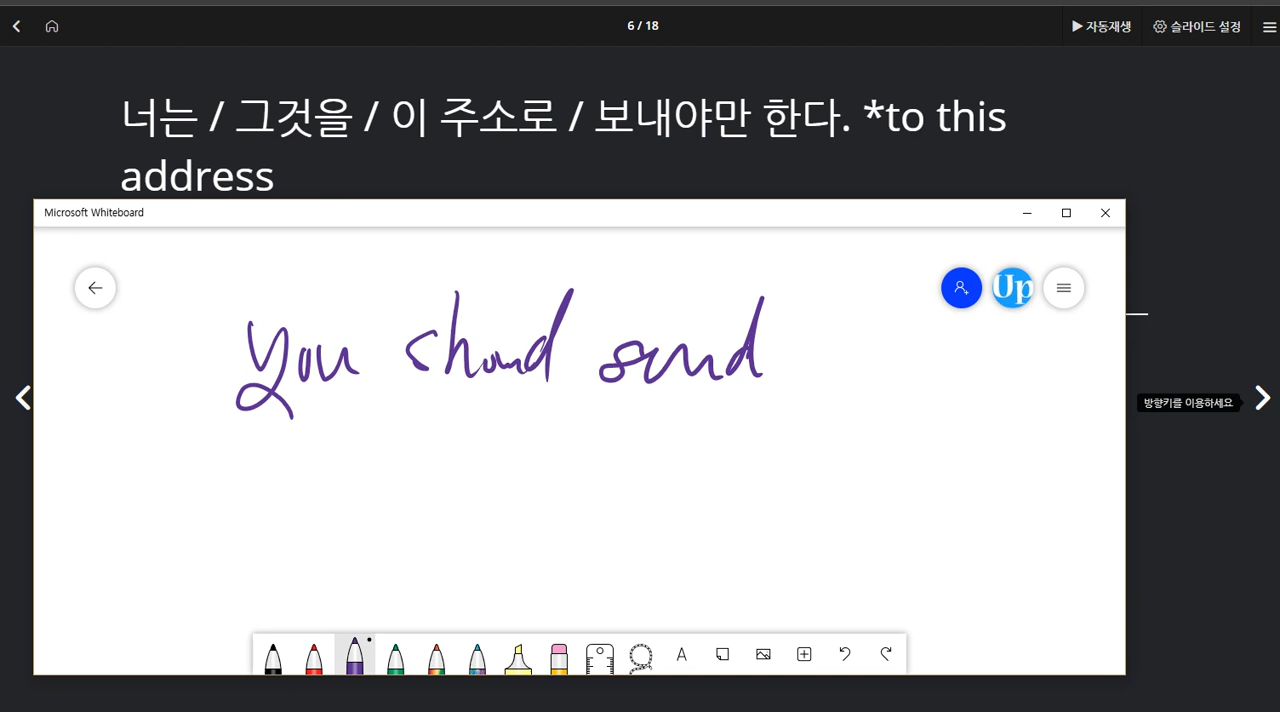 6 / 18
자동재생
슬라이드 설정
너는 / 그것을 / 이 주소로 / 보내야만 한다. *to this
address
Microsoft Whiteboard
Up
You should send
방향키를 이용하세요
A